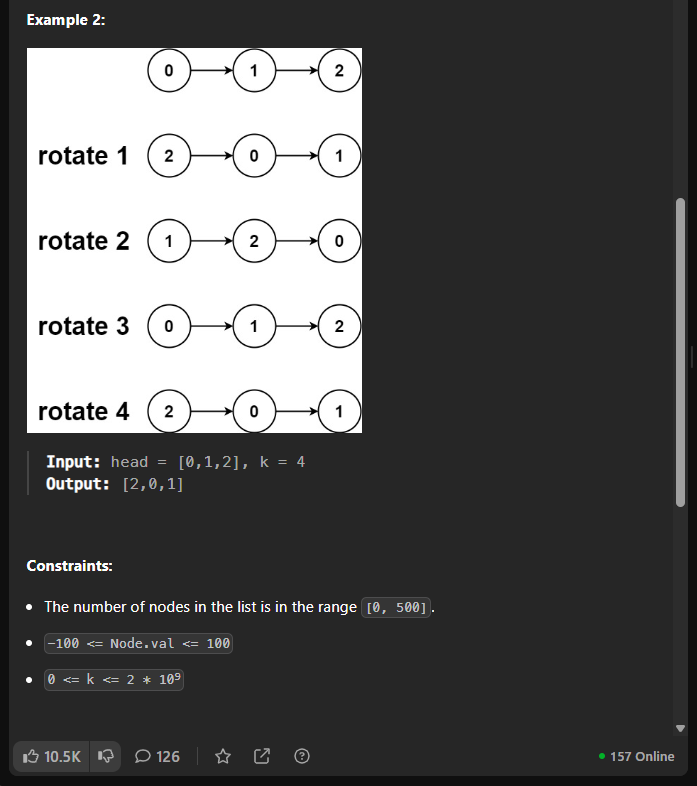 Example 2:
0 1 2
rotate 1 2 0 1
rotate 2 1 2 0
rotate 3 0 1 2
rotate 4 2 0 1
Input: head = [0,1,2], k = 4
Output: [2,0,1]
Constraints:
• The number of nodes in the list is in the range [0, 500].
• -100 <= Node.val <= 100
• 0 <= k <= 2 * 10⁹
10.5K 126 157 Online